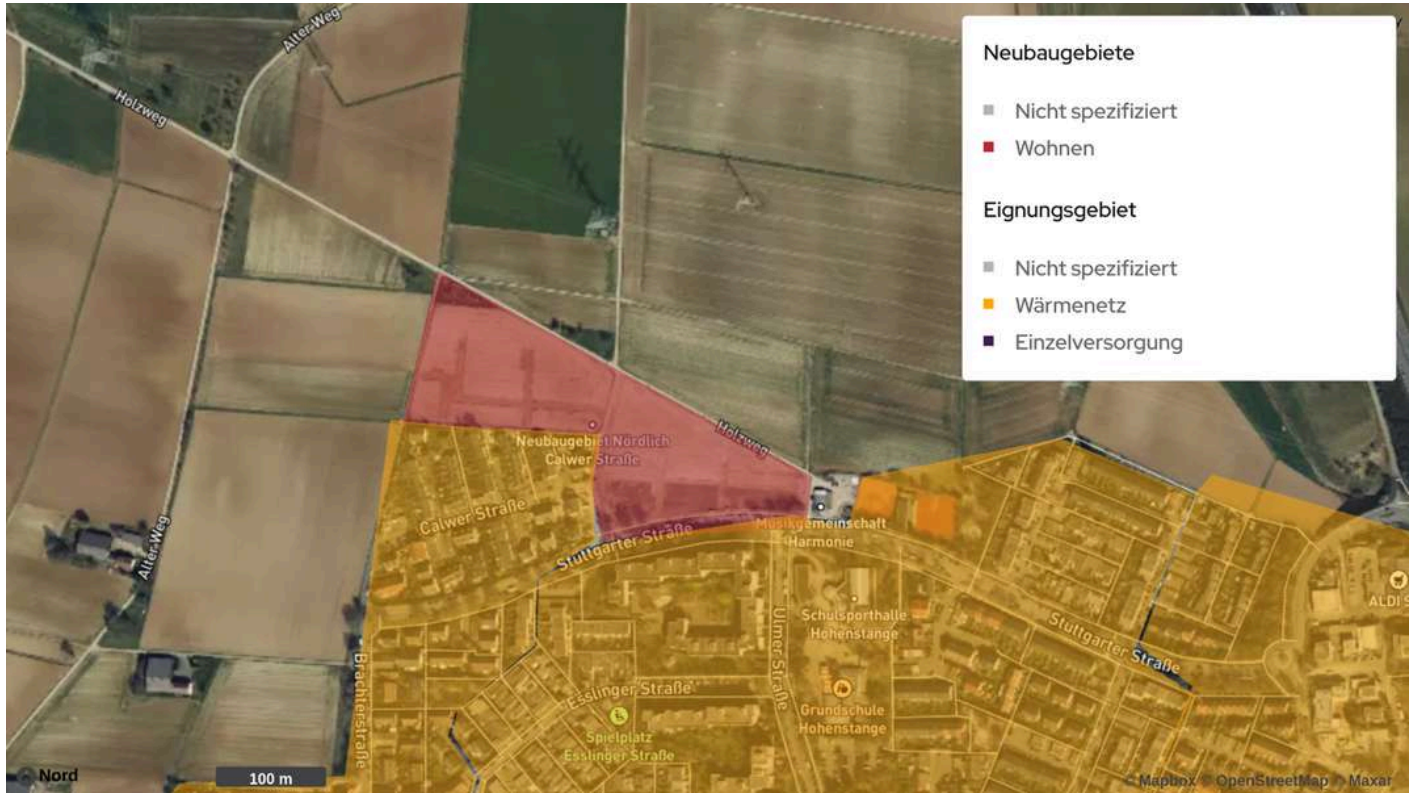 Alter Weg
Holzweg
Neubaugebiete
Nicht spezifiziert
Wohnen
Eignungsgebiet
Nicht spezifiziert
Wärmenetz
Einzelversorgung
Neubaugebiet Nördlich
Calwer Straße
Holzweg
Calwer Straße
Stuttgarter Straße
Musikgemeinschaft
Harmonie
Alter Weg
ALDI S
Schulsporthalle
Hohenstange
Ulmer Straße
Stuttgarter Straße
Brachterstraße
Esslinger Straße
Grundschule
Hohenstange
Spielplatz
Esslinger Straße
Nord
100 m
© Mapbox © OpenStreetMap © Maxar